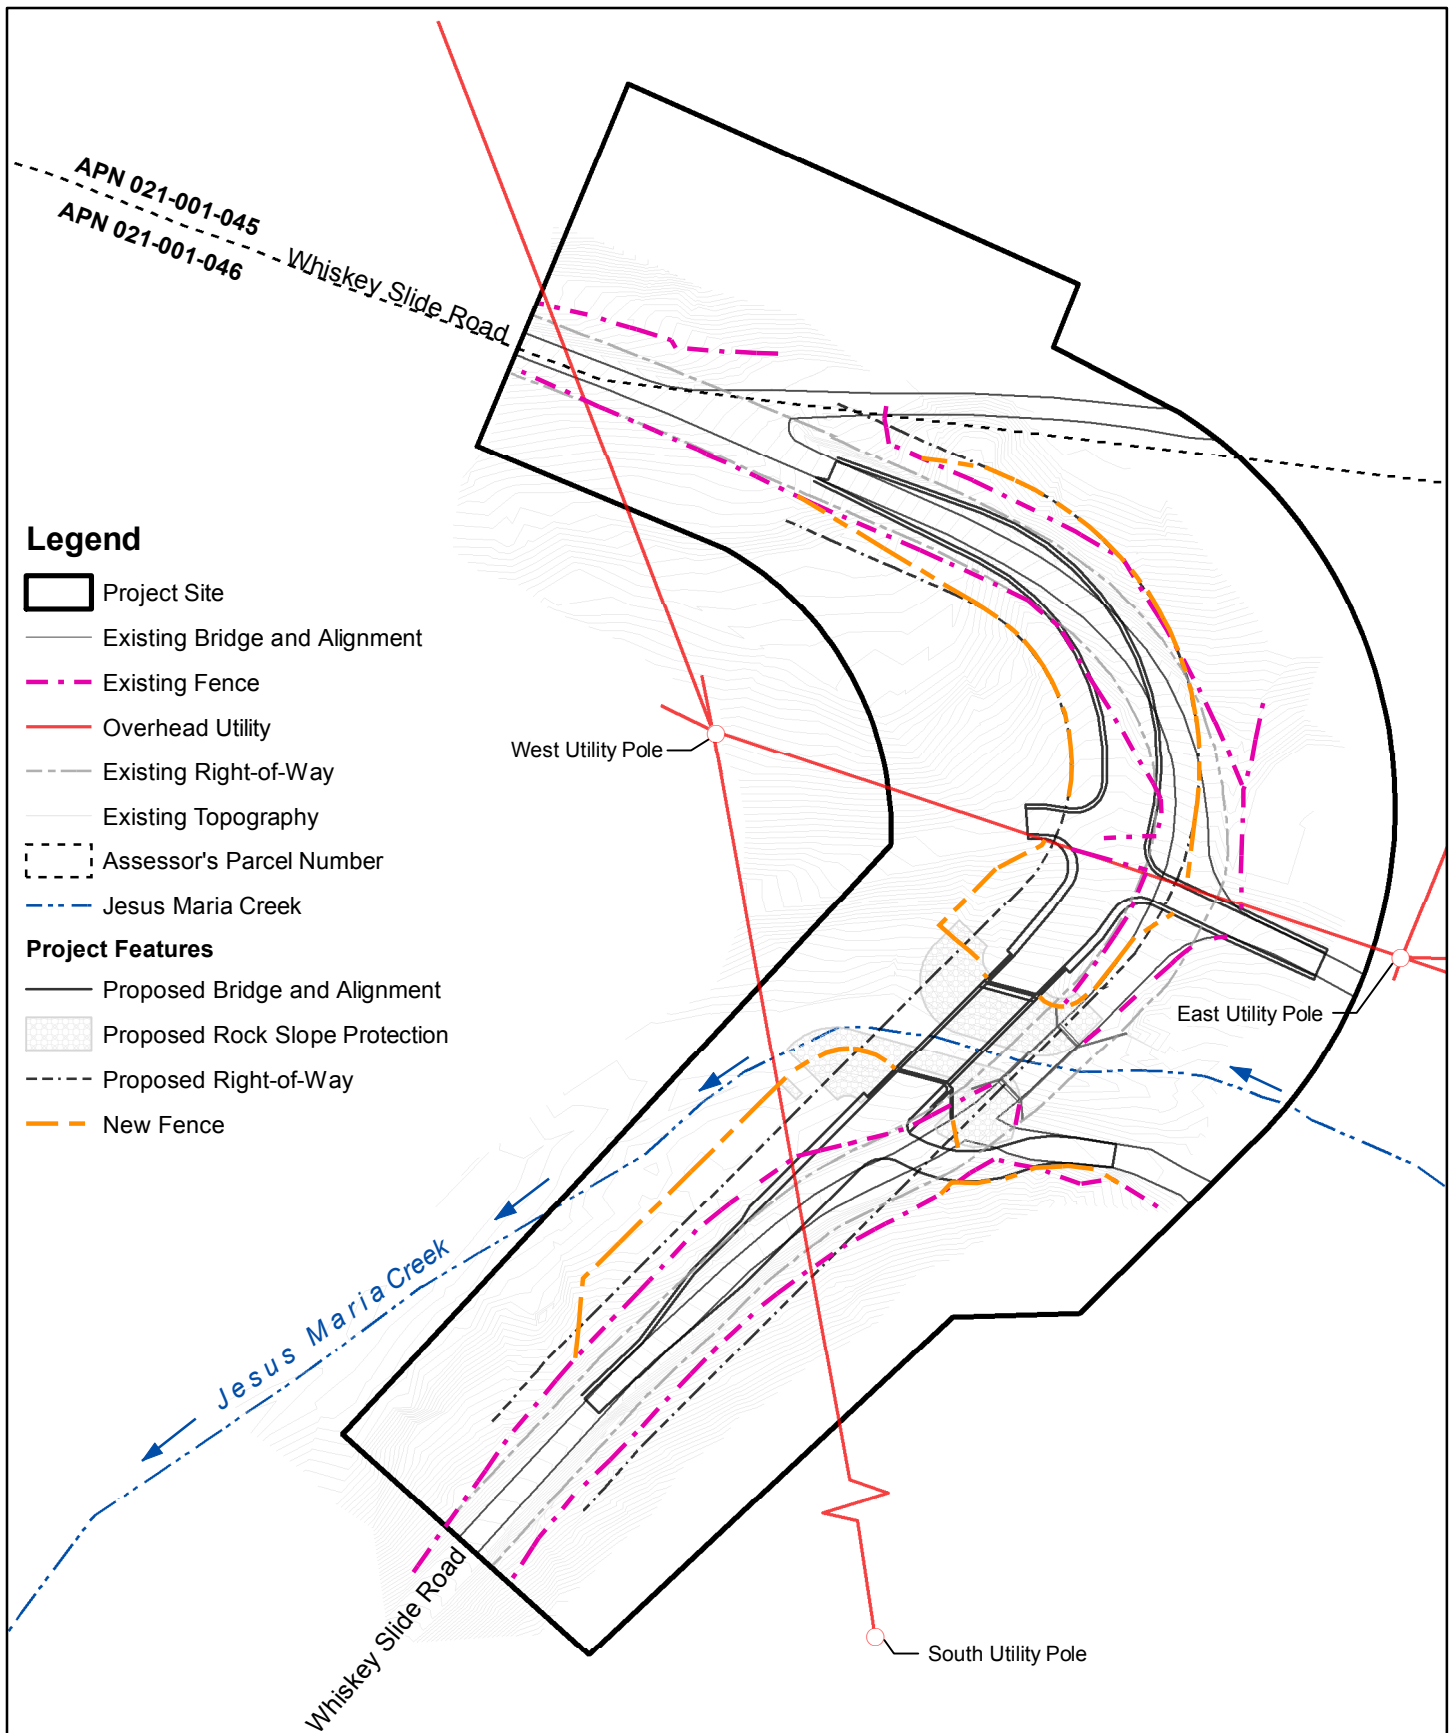 APN 021-001-045
APN 021-001-046
Whiskey Slide Road
Legend
Project Site
Existing Bridge and Alignment
Existing Fence
Overhead Utility
Existing Right-of-Way
Existing Topography
Assessor's Parcel Number
Jesus Maria Creek
Project Features
Proposed Bridge and Alignment
Proposed Rock Slope Protection
Proposed Right-of-Way
New Fence
West Utility Pole
East Utility Pole
Jesus Maria Creek
Whiskey Slide Road
South Utility Pole